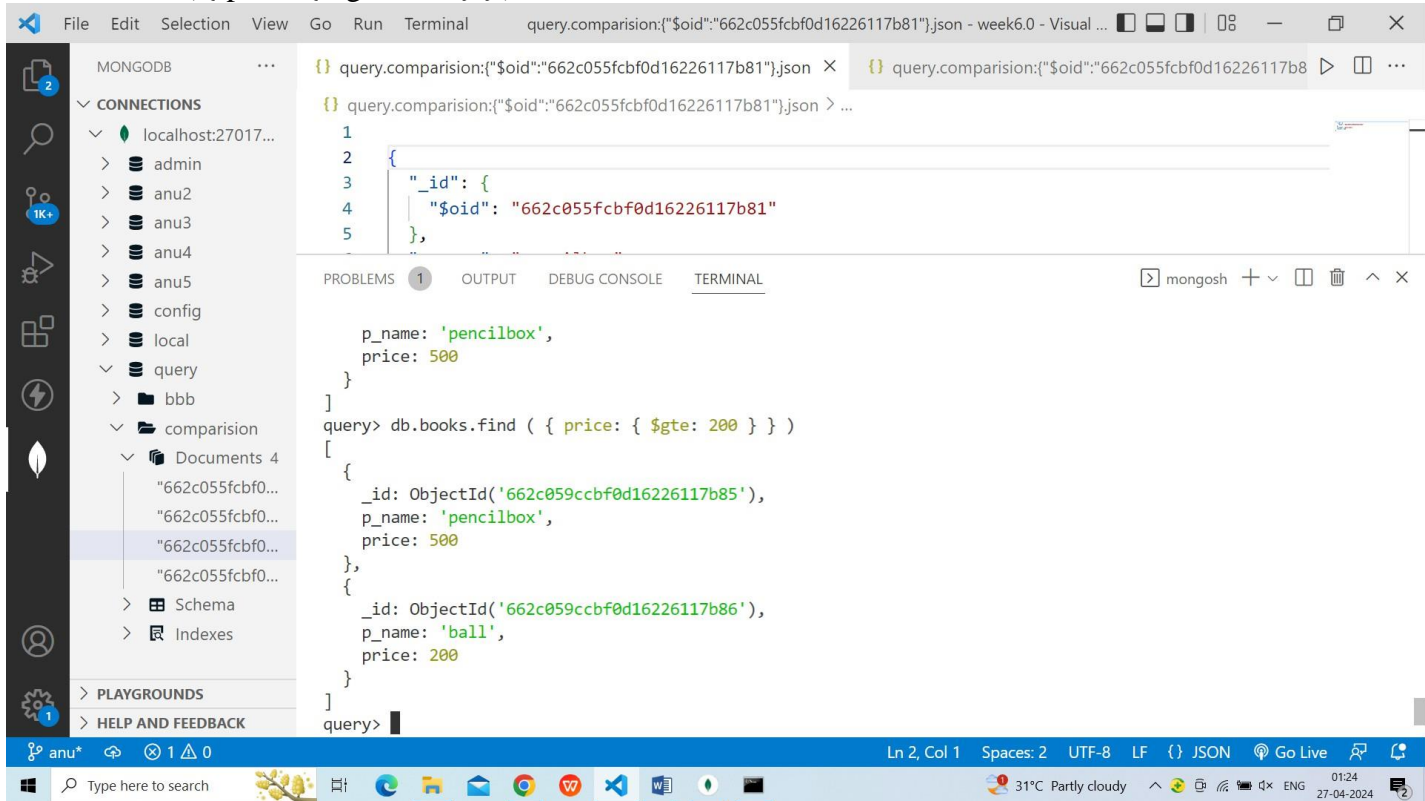 File Edit Selection View Go Run Terminal query.comparision:{"$oid":"662c055fcbf0d16226117b81"}.json - week6.0 - Visual ...
MONGODB ...
{} query.comparision:{"$oid":"662c055fcbf0d16226117b81"}.json × {} query.comparision:{"$oid":"662c055fcbf0d16226117b8 ...
CONNECTIONS
{} query.comparision:{"$oid":"662c055fcbf0d16226117b81"}.json > ...
localhost:27017...
admin
anu2
anu3
anu4
anu5
config
local
query
bbb
comparision
Documents 4
"662c055fcbf0...
"662c055fcbf0...
"662c055fcbf0...
"662c055fcbf0...
Schema
Indexes
PLAYGROUNDS
HELP AND FEEDBACK
2
1K+
1
1
2 {
3 "_id": {
4 "$oid": "662c055fcbf0d16226117b81"
5 },
PROBLEMS 1 OUTPUT DEBUG CONSOLE TERMINAL mongosh
p_name: 'pencilbox',
price: 500
}
]
query> db.books.find ( { price: { $gte: 200 } } )
[
{
_id: ObjectId('662c059ccbf0d16226117b85'),
p_name: 'pencilbox',
price: 500
},
{
_id: ObjectId('662c059ccbf0d16226117b86'),
p_name: 'ball',
price: 200
}
]
query>
anu* 1 0 Ln 2, Col 1 Spaces: 2 UTF-8 LF {} JSON Go Live
Type here to search 31°C Partly cloudy ENG 01:24
27-04-2024 2